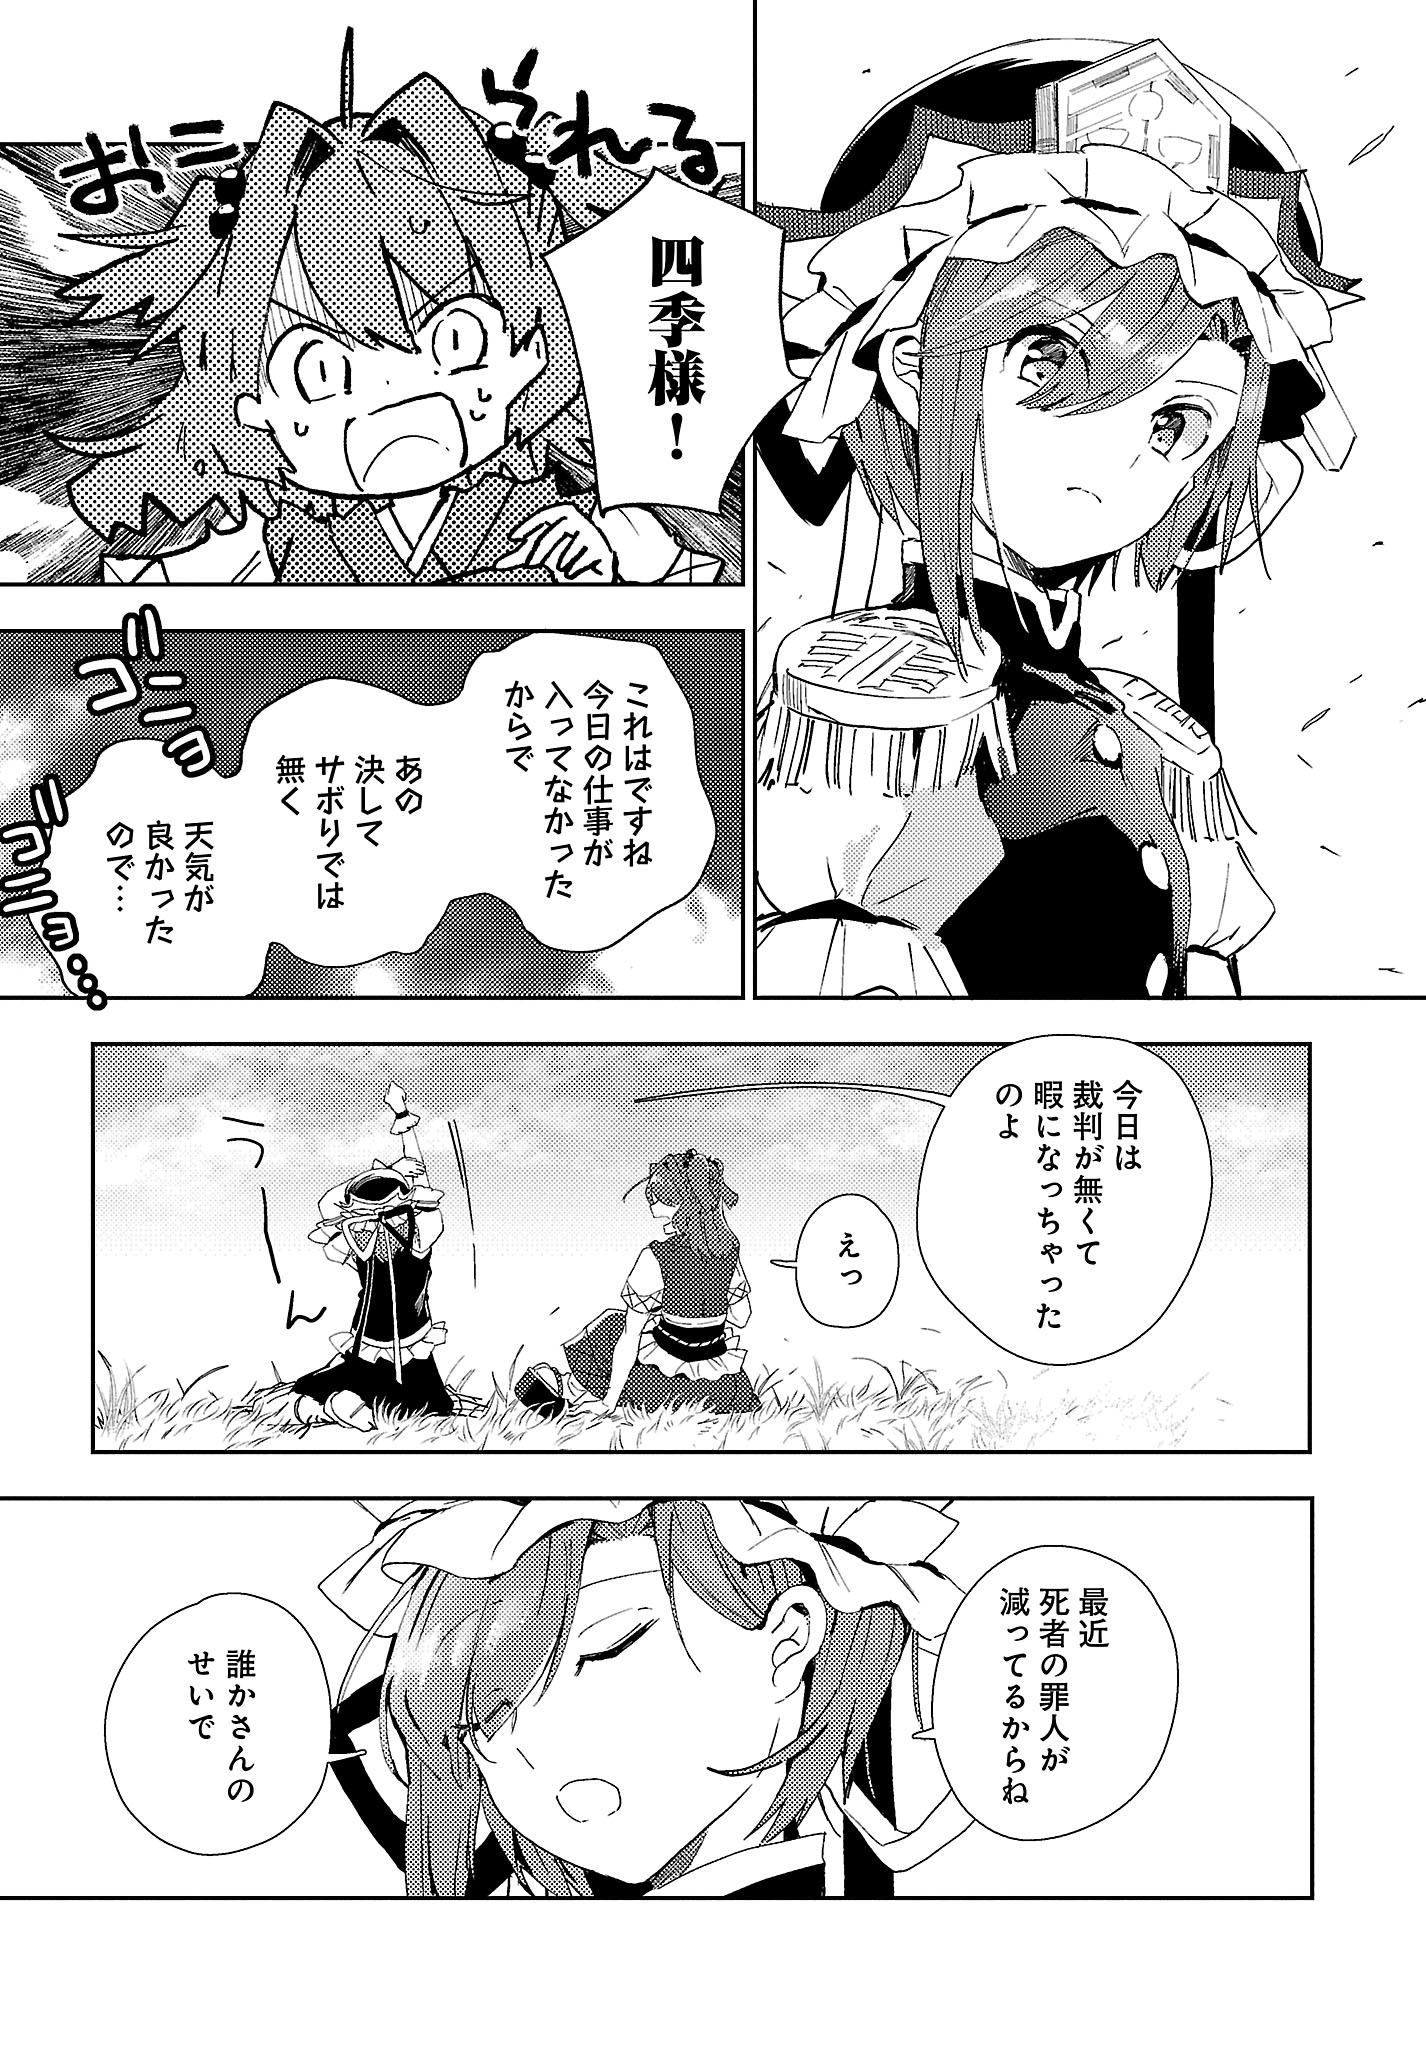 四季様！
おこ
それる
これはですね
今日の仕事が
入ってなかった
からで
あの
決して
サボりでは
無く
天気が
良かった
ので…
ゴニョ
ゴニョ…
今日は
裁判が無くて
暇になっちゃった
のよ
えっ
うーん
最近
死者の罪人が
減ってるからね
誰かさんの
せいで